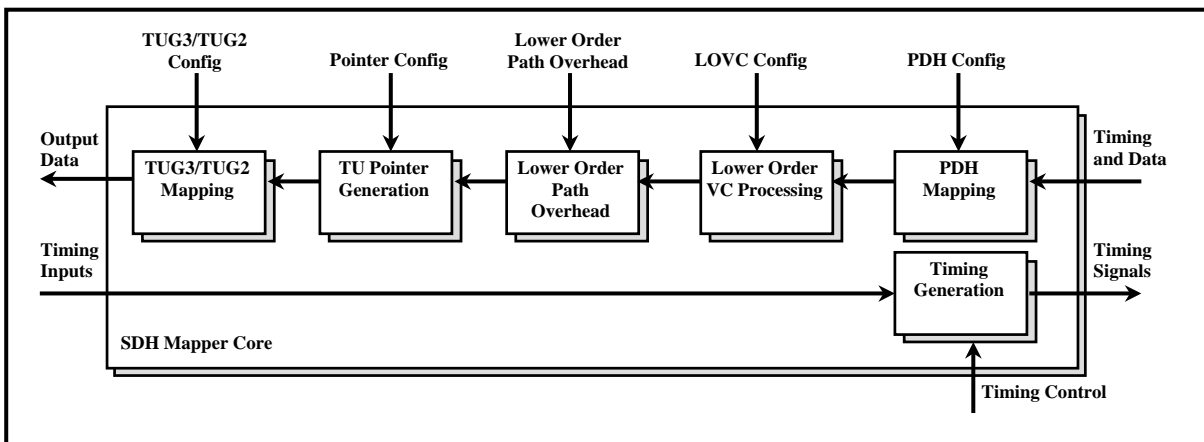 TUG3/TUG2
Config
Pointer Config
Lower Order
Path Overhead
LOVC Config
PDH Config
Output
Data
TUG3/TUG2
Mapping
TU Pointer
Generation
Lower Order
Path
Overhead
Lower Order
VC Processing
PDH
Mapping
Timing
and Data
Timing
Inputs
Timing
Generation
Timing
Signals
SDH Mapper Core
Timing Control